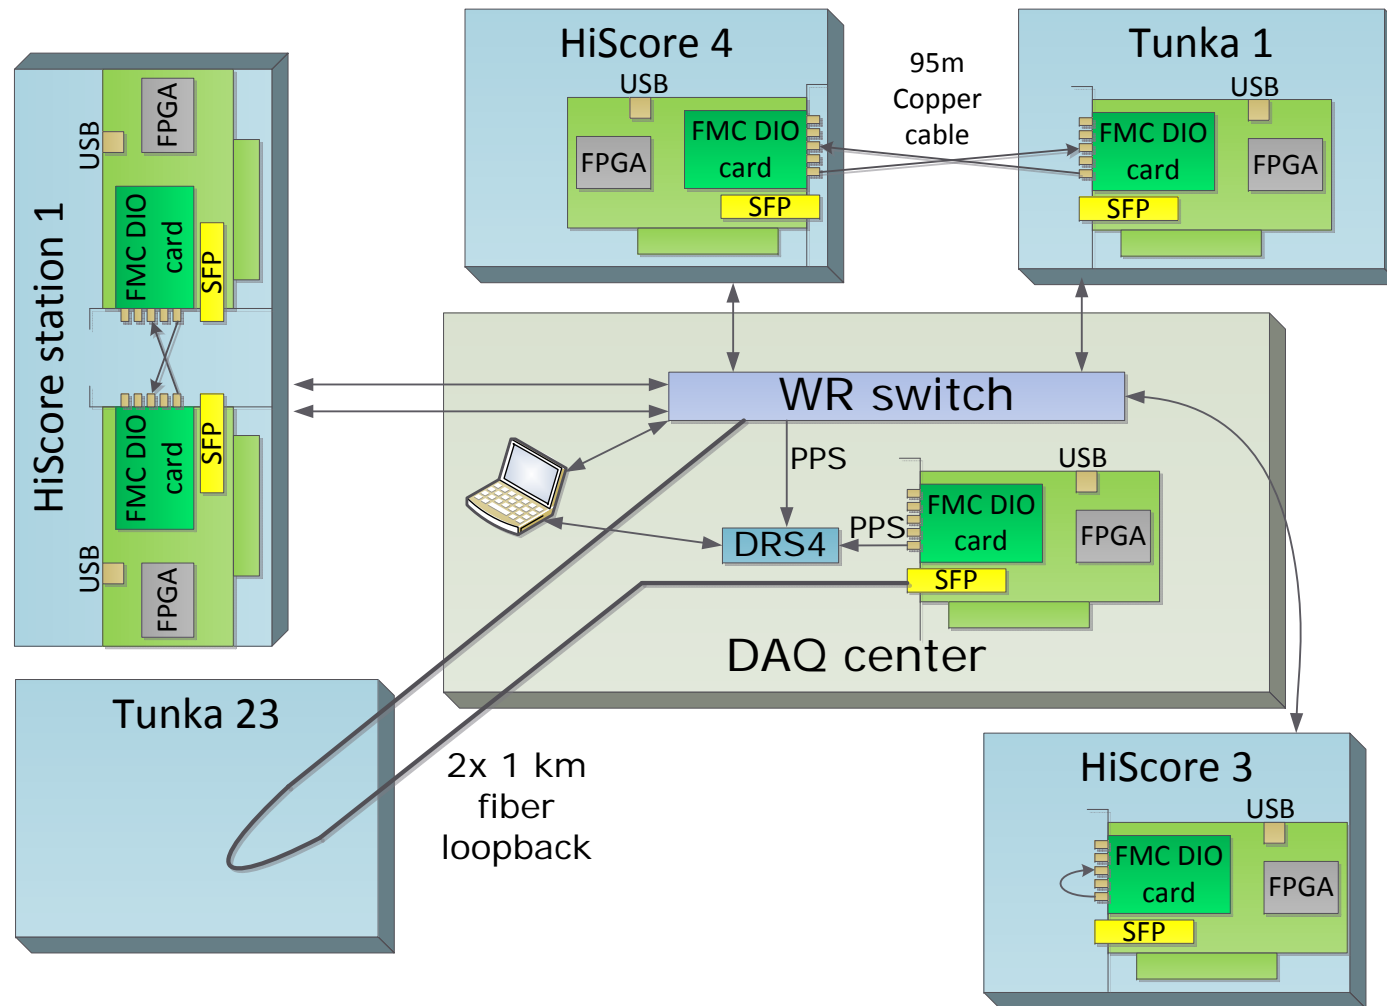 HiScore 4
USB
FMC DIO
card
FPGA
SFP
95m
Copper
cable
Tunka 1
USB
FMC DIO
card
FPGA
SFP
HiScore station 1
USB
FPGA
FMC DIO
card
SFP
FMC DIO
card
SFP
USB
FPGA
WR switch
PPS
DRS4
PPS
USB
FMC DIO
card
FPGA
SFP
DAQ center
Tunka 23
2x 1 km
fiber
loopback
HiScore 3
USB
FMC DIO
card
FPGA
SFP